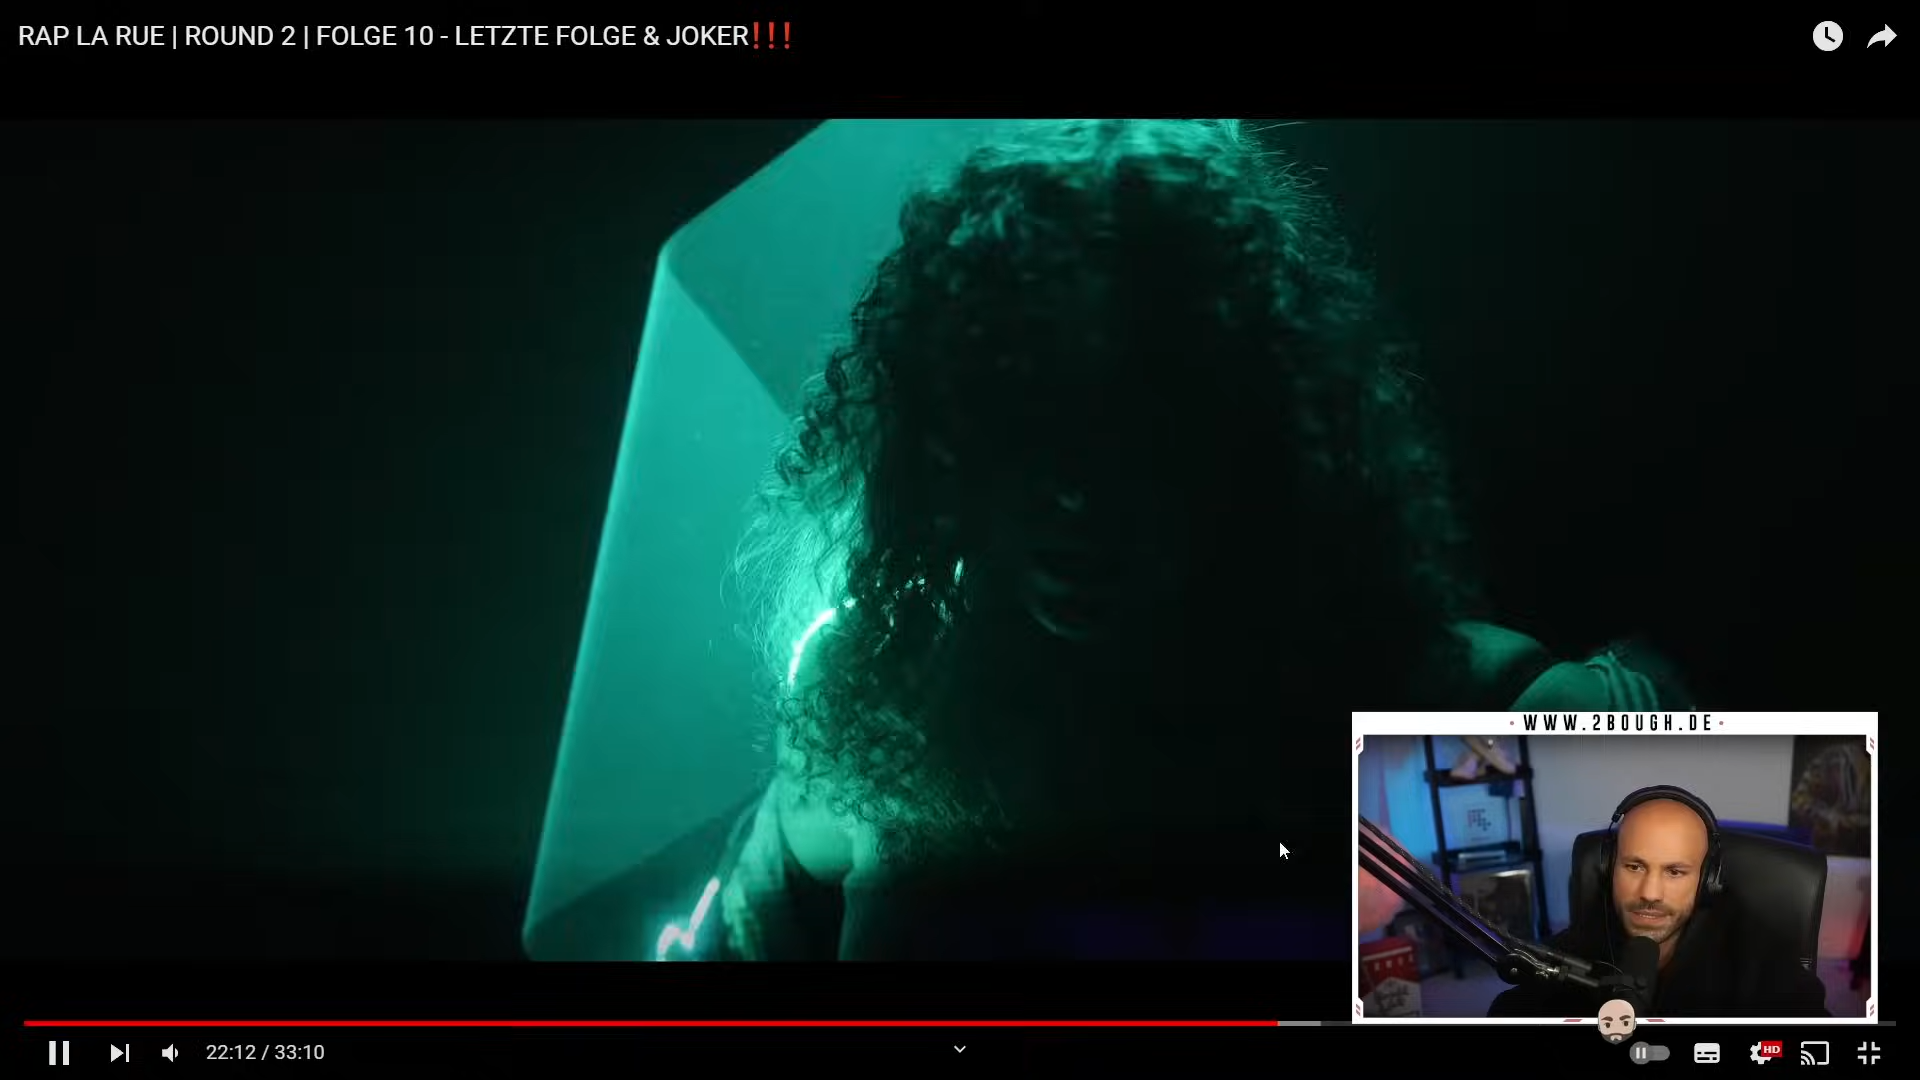 RAP LA RUE | ROUND 2 | FOLGE 10 - LETZTE FOLGE & JOKER❗❗❗
• WWW.2BOUGH.DE •
22:12 / 33:10
HD